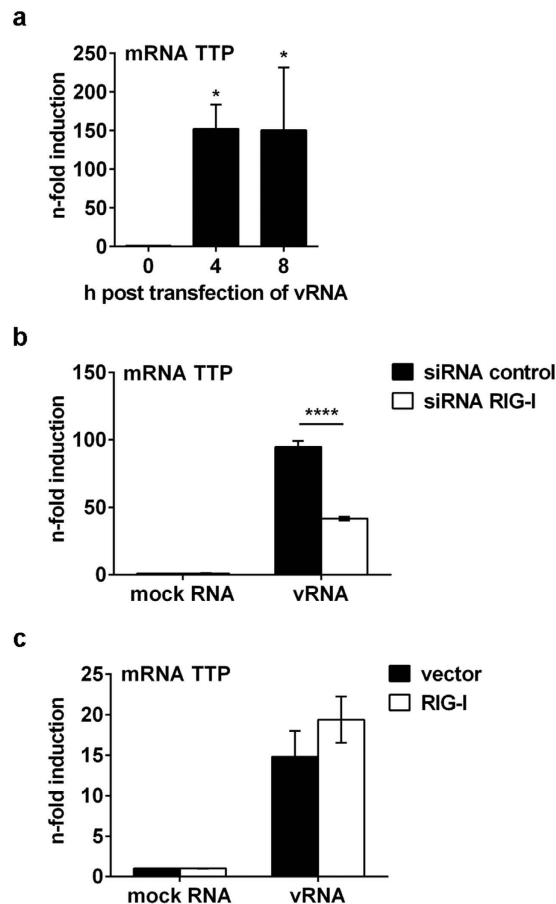 a
mRNA TTP
n-fold induction
250
200
150
100
50
0
*
*
0 4 8
h post transfection of vRNA
b
mRNA TTP
n-fold induction
150
100
50
0
siRNA control
siRNA RIG-I
****
mock RNA vRNA
c
mRNA TTP
n-fold induction
25
20
15
10
5
0
vector
RIG-I
mock RNA vRNA